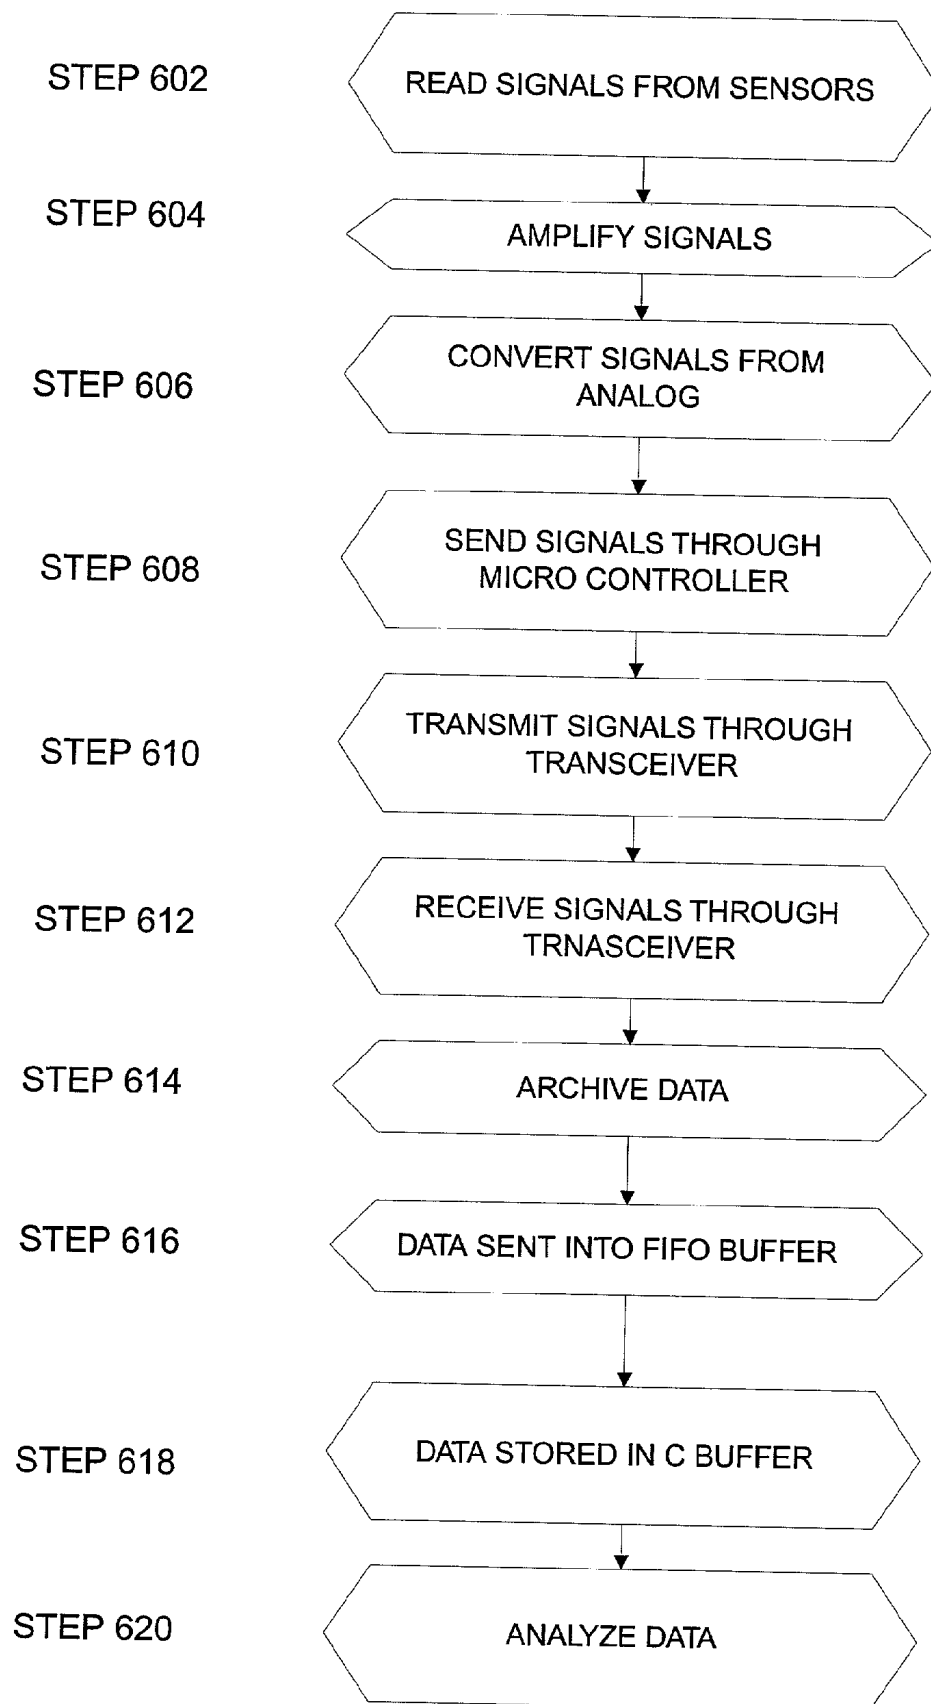 STEP 602
READ SIGNALS FROM SENSORS
STEP 604
AMPLIFY SIGNALS
STEP 606
CONVERT SIGNALS FROM
ANALOG
STEP 608
SEND SIGNALS THROUGH
MICRO CONTROLLER
STEP 610
TRANSMIT SIGNALS THROUGH
TRANSCEIVER
STEP 612
RECEIVE SIGNALS THROUGH
TRNASCEIVER
STEP 614
ARCHIVE DATA
STEP 616
DATA SENT INTO FIFO BUFFER
STEP 618
DATA STORED IN C BUFFER
STEP 620
ANALYZE DATA